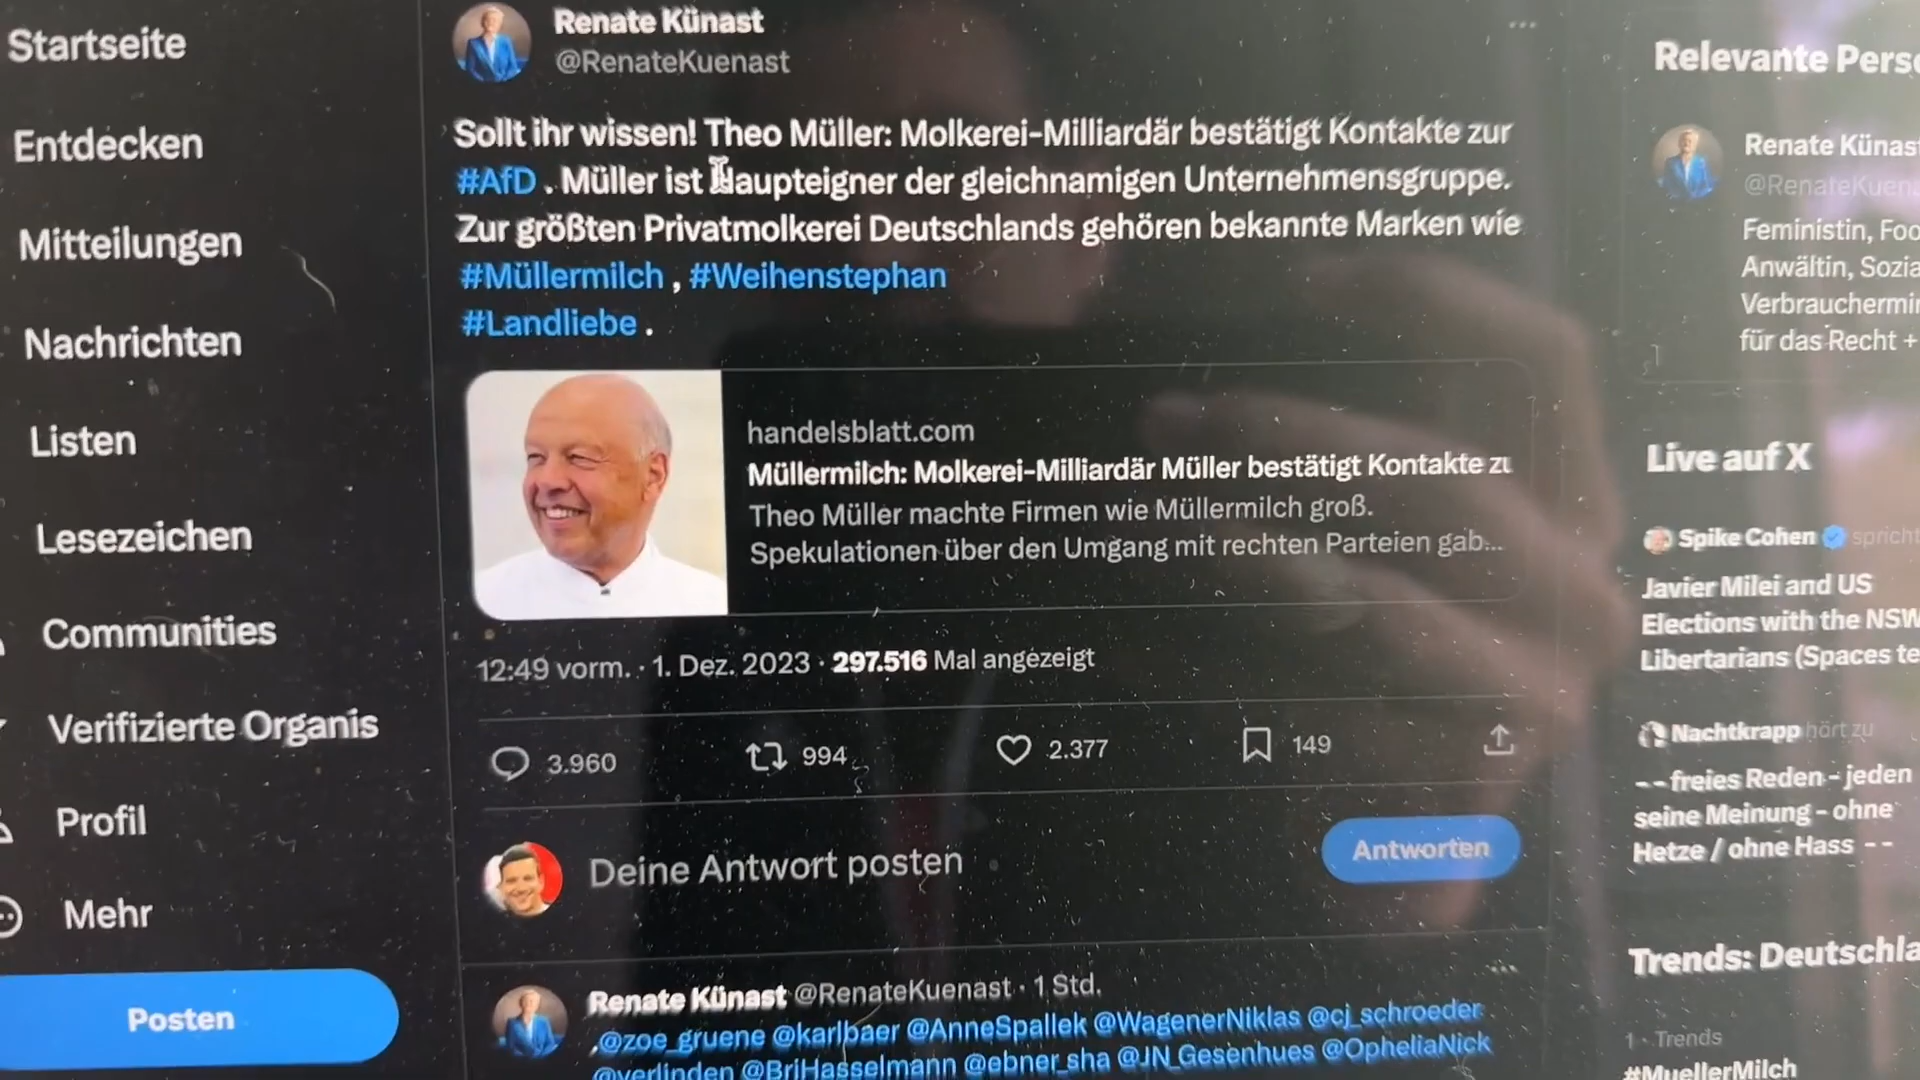 Startseite
Entdecken
Mitteilungen
Nachrichten
Listen
Lesezeichen
Communities
Verifizierte Organis
Profil
Mehr
Posten
Renate Künast
@RenateKuenast
Sollt ihr wissen! Theo Müller: Molkerei-Milliardär bestätigt Kontakte zur
#AfD . Müller ist Haupteigner der gleichnamigen Unternehmensgruppe.
Zur größten Privatmolkerei Deutschlands gehören bekannte Marken wie
#Müllermilch , #Weihenstephan
#Landliebe .
handelsblatt.com
Müllermilch: Molkerei-Milliardär Müller bestätigt Kontakte zu
Theo Müller machte Firmen wie Müllermilch groß.
Spekulationen über den Umgang mit rechten Parteien gab...
12:49 vorm. · 1. Dez. 2023 · 297.516 Mal angezeigt
3.960 994 2.377 149
Deine Antwort posten
Antworten
Renate Künast @RenateKuenast · 1 Std.
.@zoe_gruene @karlbaer @AnneSpallek @WagenerNiklas @cj_schroeder
@verlinden @BriHasselmann @ebner_sha @JN_Gesenhues @OpheliaNick
Relevante Perso
Renate Künast
@RenateKuen
Feministin, Foo
Anwältin, Sozia
Verbrauchermin
für das Recht +
Live auf X
Spike Cohen spricht
Javier Milei and US
Elections with the NSW
Libertarians (Spaces te
Nachtkrapp hört zu
- - freies Reden - jeden
seine Meinung - ohne
Hetze / ohne Hass - -
Trends: Deutschla
1 · Trends
#MuellerMilch